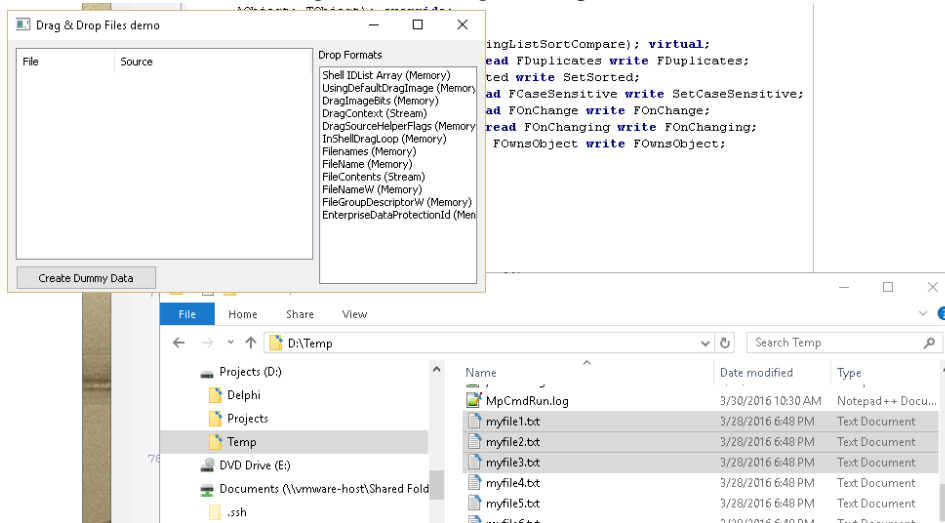 TObject); override;
Drag & Drop Files demo
ingListSortCompare); virtual;
ead FDuplicates write FDuplicates;
ted write SetSorted;
ad FCaseSensitive write SetCaseSensitive;
ad FOnChange write FOnChange;
read FOnChanging write FOnChanging;
FOwnsObject write FOwnsObject;
File Source
Drop Formats
Shell IDList Array (Memory)
UsingDefaultDragImage (Memory
DragImageBits (Memory)
DragContext (Stream)
DragSourceHelperFlags (Memory
InShellDragLoop (Memory)
Filenames (Memory)
FileName (Memory)
FileContents (Stream)
FileNameW (Memory)
FileGroupDescriptorW (Memory)
EnterpriseDataProtectionId (Mem
Create Dummy Data
File Home Share View
D:\Temp
Search Temp
Projects (D:)
Delphi
Projects
Temp
DVD Drive (E:)
Documents (\\vmware-host\Shared Fold
.ssh
78
Name Date modified Type
MpCmdRun.log 3/30/2016 10:30 AM Notepad++ Docu...
myfile1.txt 3/28/2016 6:48 PM Text Document
myfile2.txt 3/28/2016 6:48 PM Text Document
myfile3.txt 3/28/2016 6:48 PM Text Document
myfile4.txt 3/28/2016 6:48 PM Text Document
myfile5.txt 3/28/2016 6:48 PM Text Document